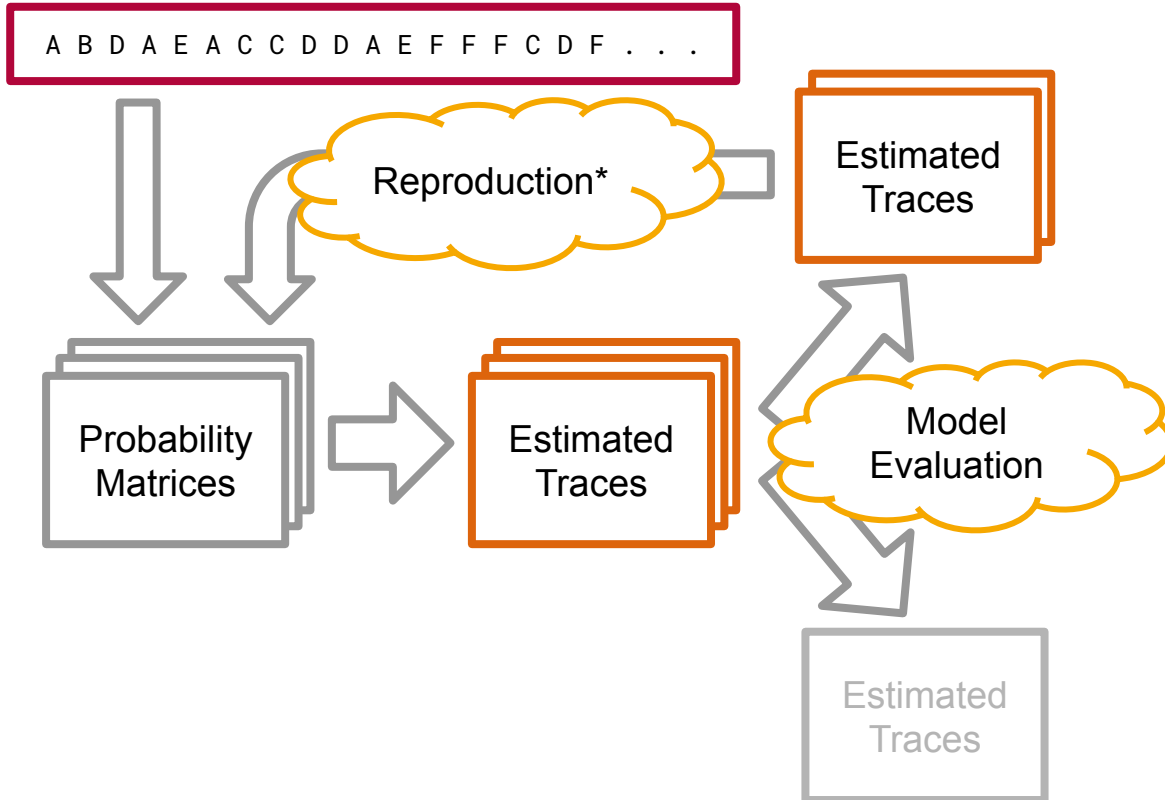 A B D A E A C C D D A E F F F C D F . . .
Reproduction*
Estimated
Traces
Probability
Matrices
Estimated
Traces
Model
Evaluation
Estimated
Traces